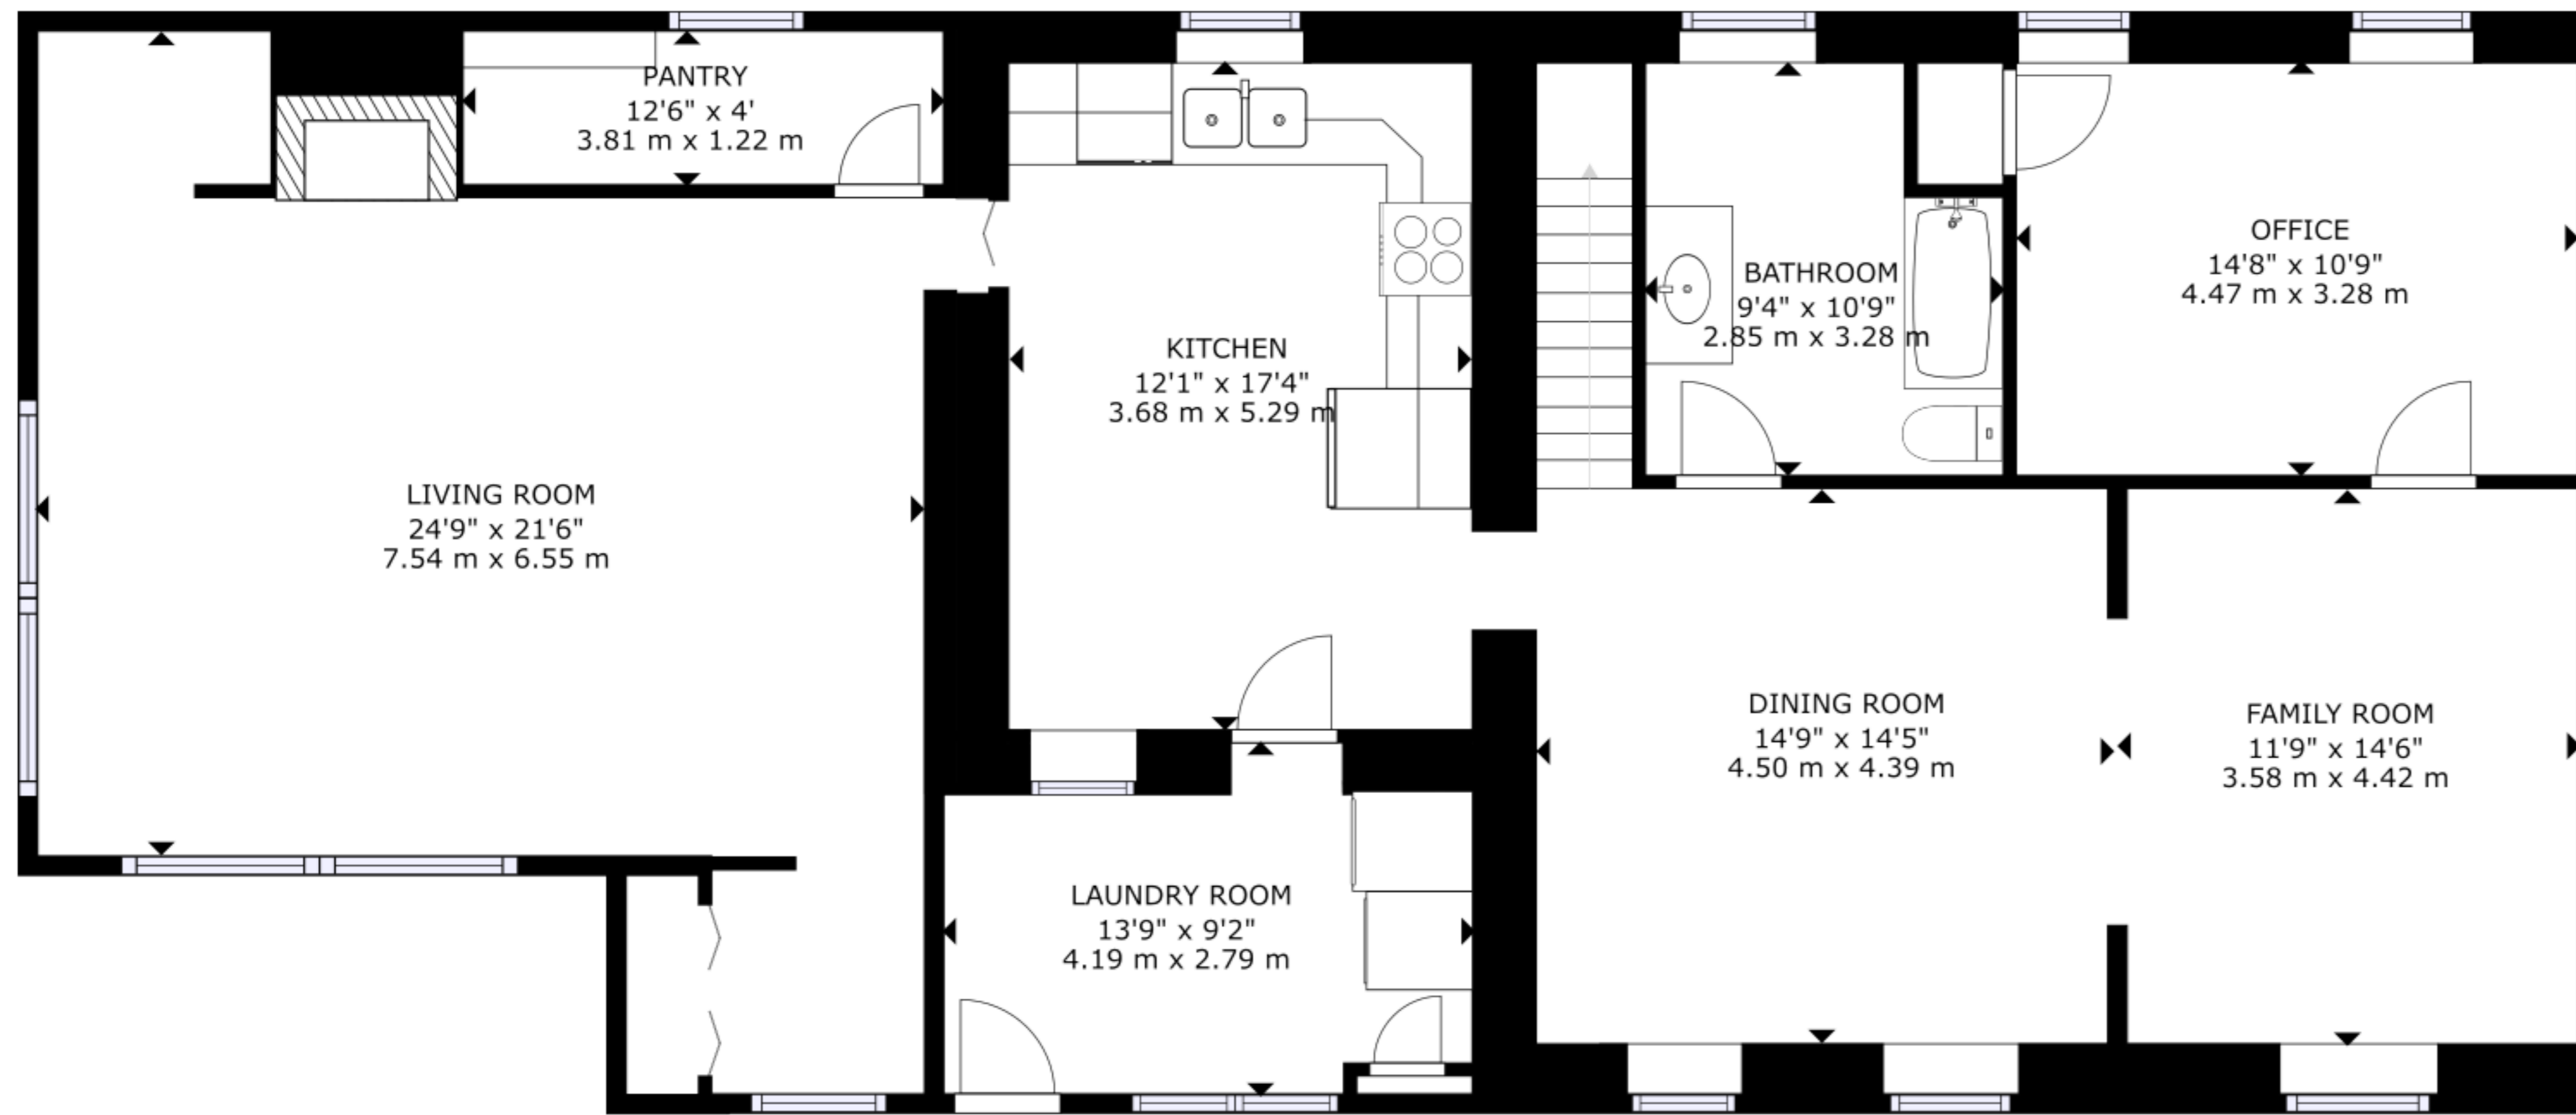 PANTRY
12'6" x 4'
3.81 m x 1.22 m
LIVING ROOM
24'9" x 21'6"
7.54 m x 6.55 m
KITCHEN
12'1" x 17'4"
3.68 m x 5.29 m
BATHROOM
9'4" x 10'9"
2.85 m x 3.28 m
OFFICE
14'8" x 10'9"
4.47 m x 3.28 m
LAUNDRY ROOM
13'9" x 9'2"
4.19 m x 2.79 m
DINING ROOM
14'9" x 14'5"
4.50 m x 4.39 m
FAMILY ROOM
11'9" x 14'6"
3.58 m x 4.42 m